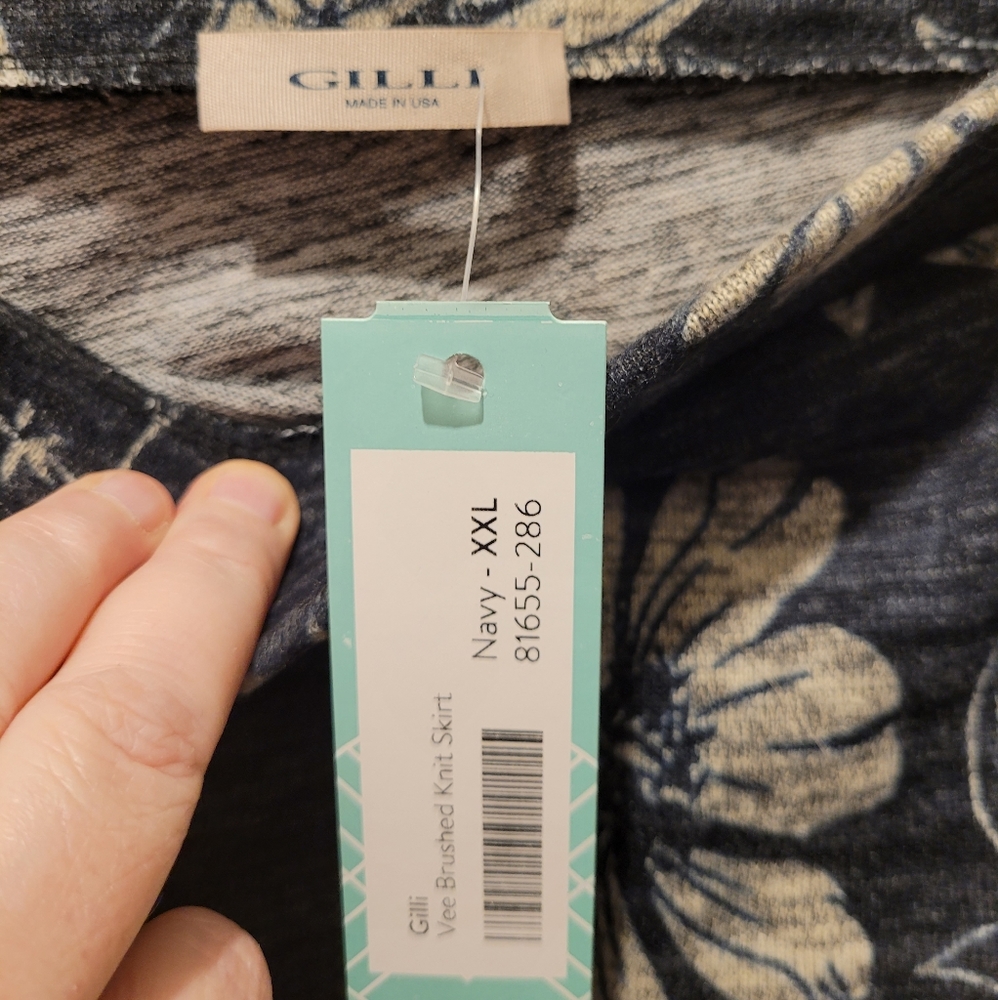 GILLI
MADE IN USA
Gilli
Vee Brushed Knit Skirt
Navy - XXL
81655-286